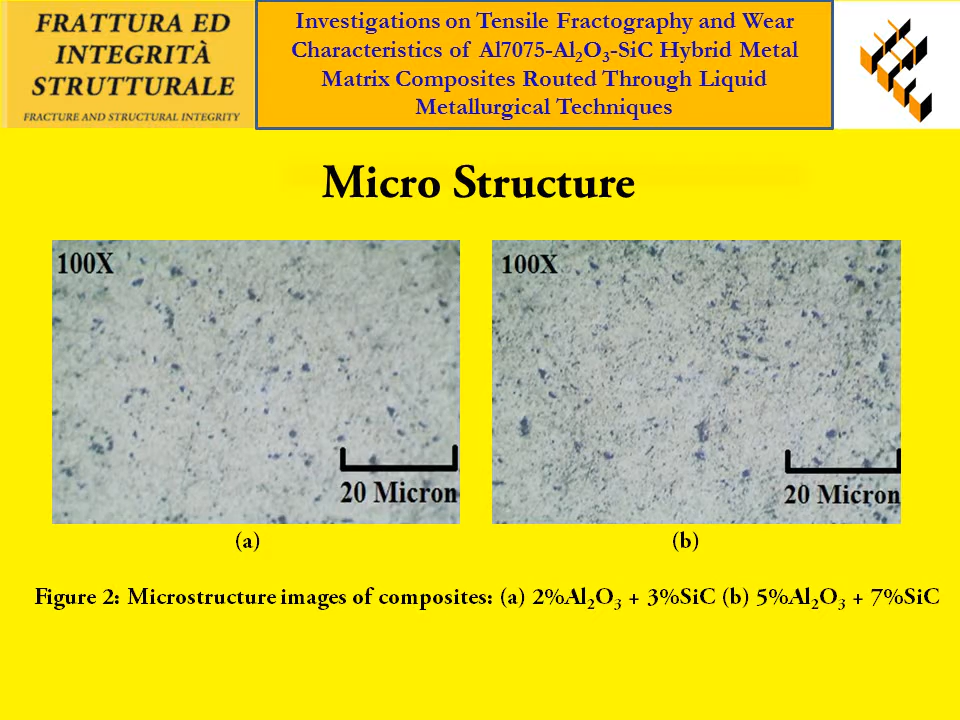 FRATTURA ED
INTEGRITÀ
STRUTTURALE
FRACTURE AND STRUCTURAL INTEGRITY
Investigations on Tensile Fractography and Wear
Characteristics of Al7075-Al₂O₃-SiC Hybrid Metal
Matrix Composites Routed Through Liquid
Metallurgical Techniques
Micro Structure
100X
20 Micron
100X
20 Micron
(a)
(b)
Figure 2: Microstructure images of composites: (a) 2%Al₂O₃ + 3%SiC (b) 5%Al₂O₃ + 7%SiC